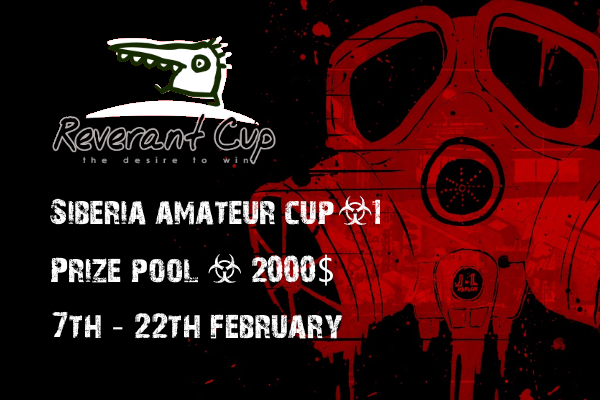 Reverant Cup
the desire to win
SIBERIA AMATEUR CUP ☣1
PRIZE POOL ☣ 2000$
7TH - 22TH FEBRUARY